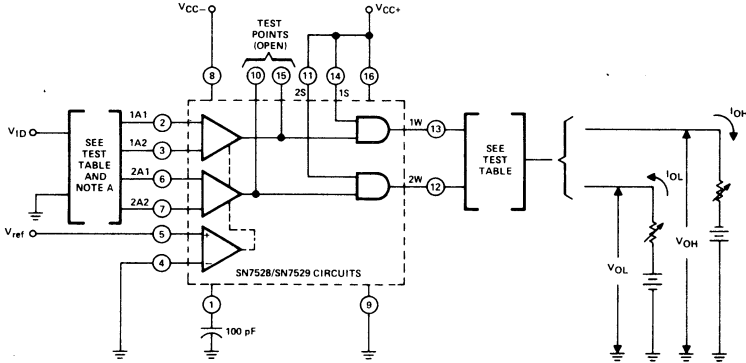 VCC−
TEST
POINTS
(OPEN)
VCC+
8
10
15
11
14
16
2S
1S
VID
SEE
TEST
TABLE
AND
NOTE A
1A1
2
1A2
3
2A1
6
2A2
7
Vref
5
+
4
−
1W
13
2W
12
SEE
TEST
TABLE
IOH
IOL
VOL
VOH
SN7528/SN7529 CIRCUITS
1
9
100 pF